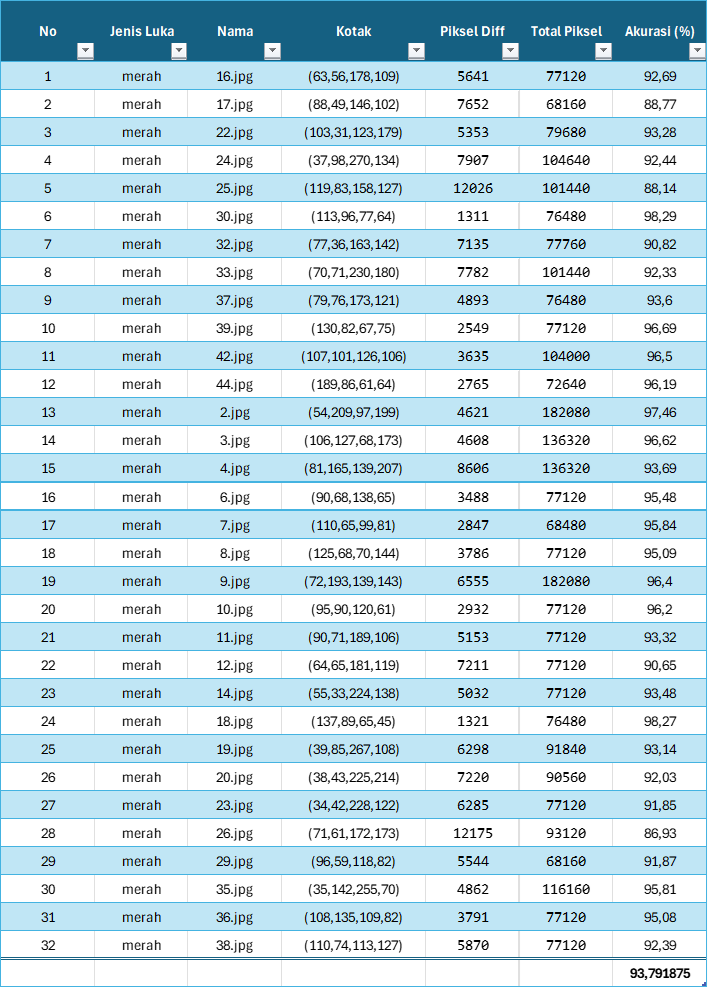 No Jenis Luka Nama Kotak Piksel Diff Total Piksel Akurasi (%)
1 merah 16.jpg (63,56,178,109) 5641 77120 92,69
2 merah 17.jpg (88,49,146,102) 7652 68160 88,77
3 merah 22.jpg (103,31,123,179) 5353 79680 93,28
4 merah 24.jpg (37,98,270,134) 7907 104640 92,44
5 merah 25.jpg (119,83,158,127) 12026 101440 88,14
6 merah 30.jpg (113,96,77,64) 1311 76480 98,29
7 merah 32.jpg (77,36,163,142) 7135 77760 90,82
8 merah 33.jpg (70,71,230,180) 7782 101440 92,33
9 merah 37.jpg (79,76,173,121) 4893 76480 93,6
10 merah 39.jpg (130,82,67,75) 2549 77120 96,69
11 merah 42.jpg (107,101,126,106) 3635 104000 96,5
12 merah 44.jpg (189,86,61,64) 2765 72640 96,19
13 merah 2.jpg (54,209,97,199) 4621 182080 97,46
14 merah 3.jpg (106,127,68,173) 4608 136320 96,62
15 merah 4.jpg (81,165,139,207) 8606 136320 93,69
16 merah 6.jpg (90,68,138,65) 3488 77120 95,48
17 merah 7.jpg (110,65,99,81) 2847 68480 95,84
18 merah 8.jpg (125,68,70,144) 3786 77120 95,09
19 merah 9.jpg (72,193,139,143) 6555 182080 96,4
20 merah 10.jpg (95,90,120,61) 2932 77120 96,2
21 merah 11.jpg (90,71,189,106) 5153 77120 93,32
22 merah 12.jpg (64,65,181,119) 7211 77120 90,65
23 merah 14.jpg (55,33,224,138) 5032 77120 93,48
24 merah 18.jpg (137,89,65,45) 1321 76480 98,27
25 merah 19.jpg (39,85,267,108) 6298 91840 93,14
26 merah 20.jpg (38,43,225,214) 7220 90560 92,03
27 merah 23.jpg (34,42,228,122) 6285 77120 91,85
28 merah 26.jpg (71,61,172,173) 12175 93120 86,93
29 merah 29.jpg (96,59,118,82) 5544 68160 91,87
30 merah 35.jpg (35,142,255,70) 4862 116160 95,81
31 merah 36.jpg (108,135,109,82) 3791 77120 95,08
32 merah 38.jpg (110,74,113,127) 5870 77120 92,39
93,791875